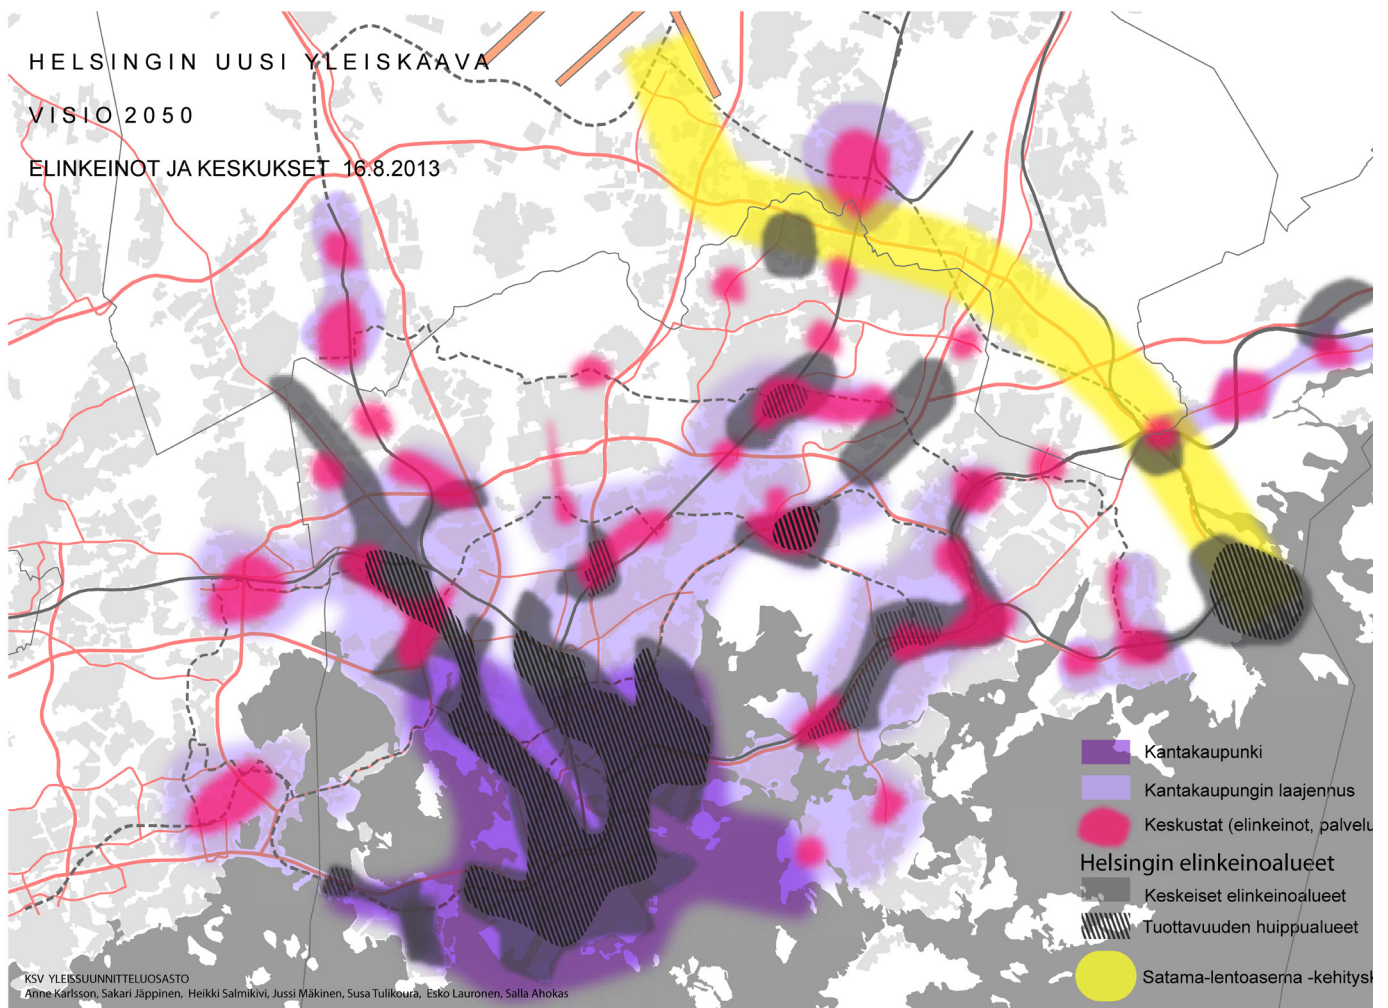 HELSINGIN UUSI YLEISKAAVA
VISIO 2050
ELINKEINOT JA KESKUKSET 16.8.2013
Kantakaupunki
Kantakaupungin laajennus
Keskustat (elinkeinot, palvelu
Helsingin elinkeinoalueet
Keskeiset elinkeinoalueet
Tuottavuuden huippualueet
Satama-lentoasema -kehitysk
KSV YLEISSUUNNITTELUOSASTO
Anne Karlsson, Sakari Jäppinen, Heikki Salmikivi, Jussi Mäkinen, Susa Tulikoura, Esko Lauronen, Salla Ahokas